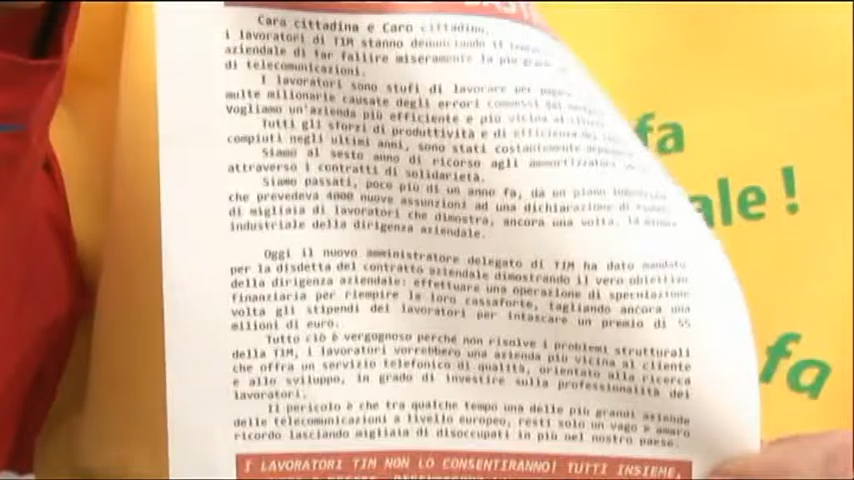 Cara cittadina e Caro cittadino,
i lavoratori di TIM stanno denunciando il
aziendale di far fallire miseramente la più
di telecomunicazioni.
I lavoratori sono stufi di lavorare per
multe milionarie causate degli errori commessi
Vogliamo un'azienda più efficiente e più vicina
Tutti gli sforzi di produttività e di efficienza
compiuti negli ultimi anni, sono stati costantemente
Siamo al sesto anno di ricorso agli ammortizzatori
attraverso i contratti di solidarietà.
Siamo passati, poco più di un anno fa, da un piano
che prevedeva 4000 nuove assunzioni ad una dichiarazione di
di migliaia di lavoratori che dimostra, ancora una volta, la
industriale della dirigenza aziendale.
Oggi il nuovo amministratore delegato di TIM ha dato mandato
per la disdetta del contratto aziendale dimostrando il vero obiettivo
della dirigenza aziendale: effettuare una operazione di speculazione
finanziaria per riempire la loro cassaforte, tagliando ancora una
volta gli stipendi dei lavoratori per intascare un premio di 55
milioni di euro.
Tutto ciò è vergognoso perché non risolve i problemi strutturali
della TIM, i lavoratori vorrebbero una azienda più vicina al cliente
che offra un servizio telefonico di qualità, orientato alla ricerca
e allo sviluppo, in grado di investire sulla professionalità dei
lavoratori.
Il pericolo è che tra qualche tempo una delle più grandi aziende
delle telecomunicazioni a livello europeo, resti solo un vago e amaro
ricordo lasciando migliaia di disoccupati in più nel nostro paese.
I LAVORATORI TIM NON LO CONSENTIRANNO! TUTTI INSIEME,
fa
ale !
fa